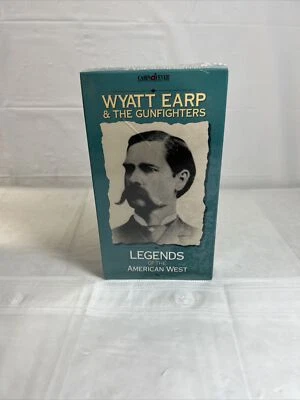 WYATT EARP
& THE GUNFIGHTERS
LEGENDS
OF THE
AMERICAN WEST